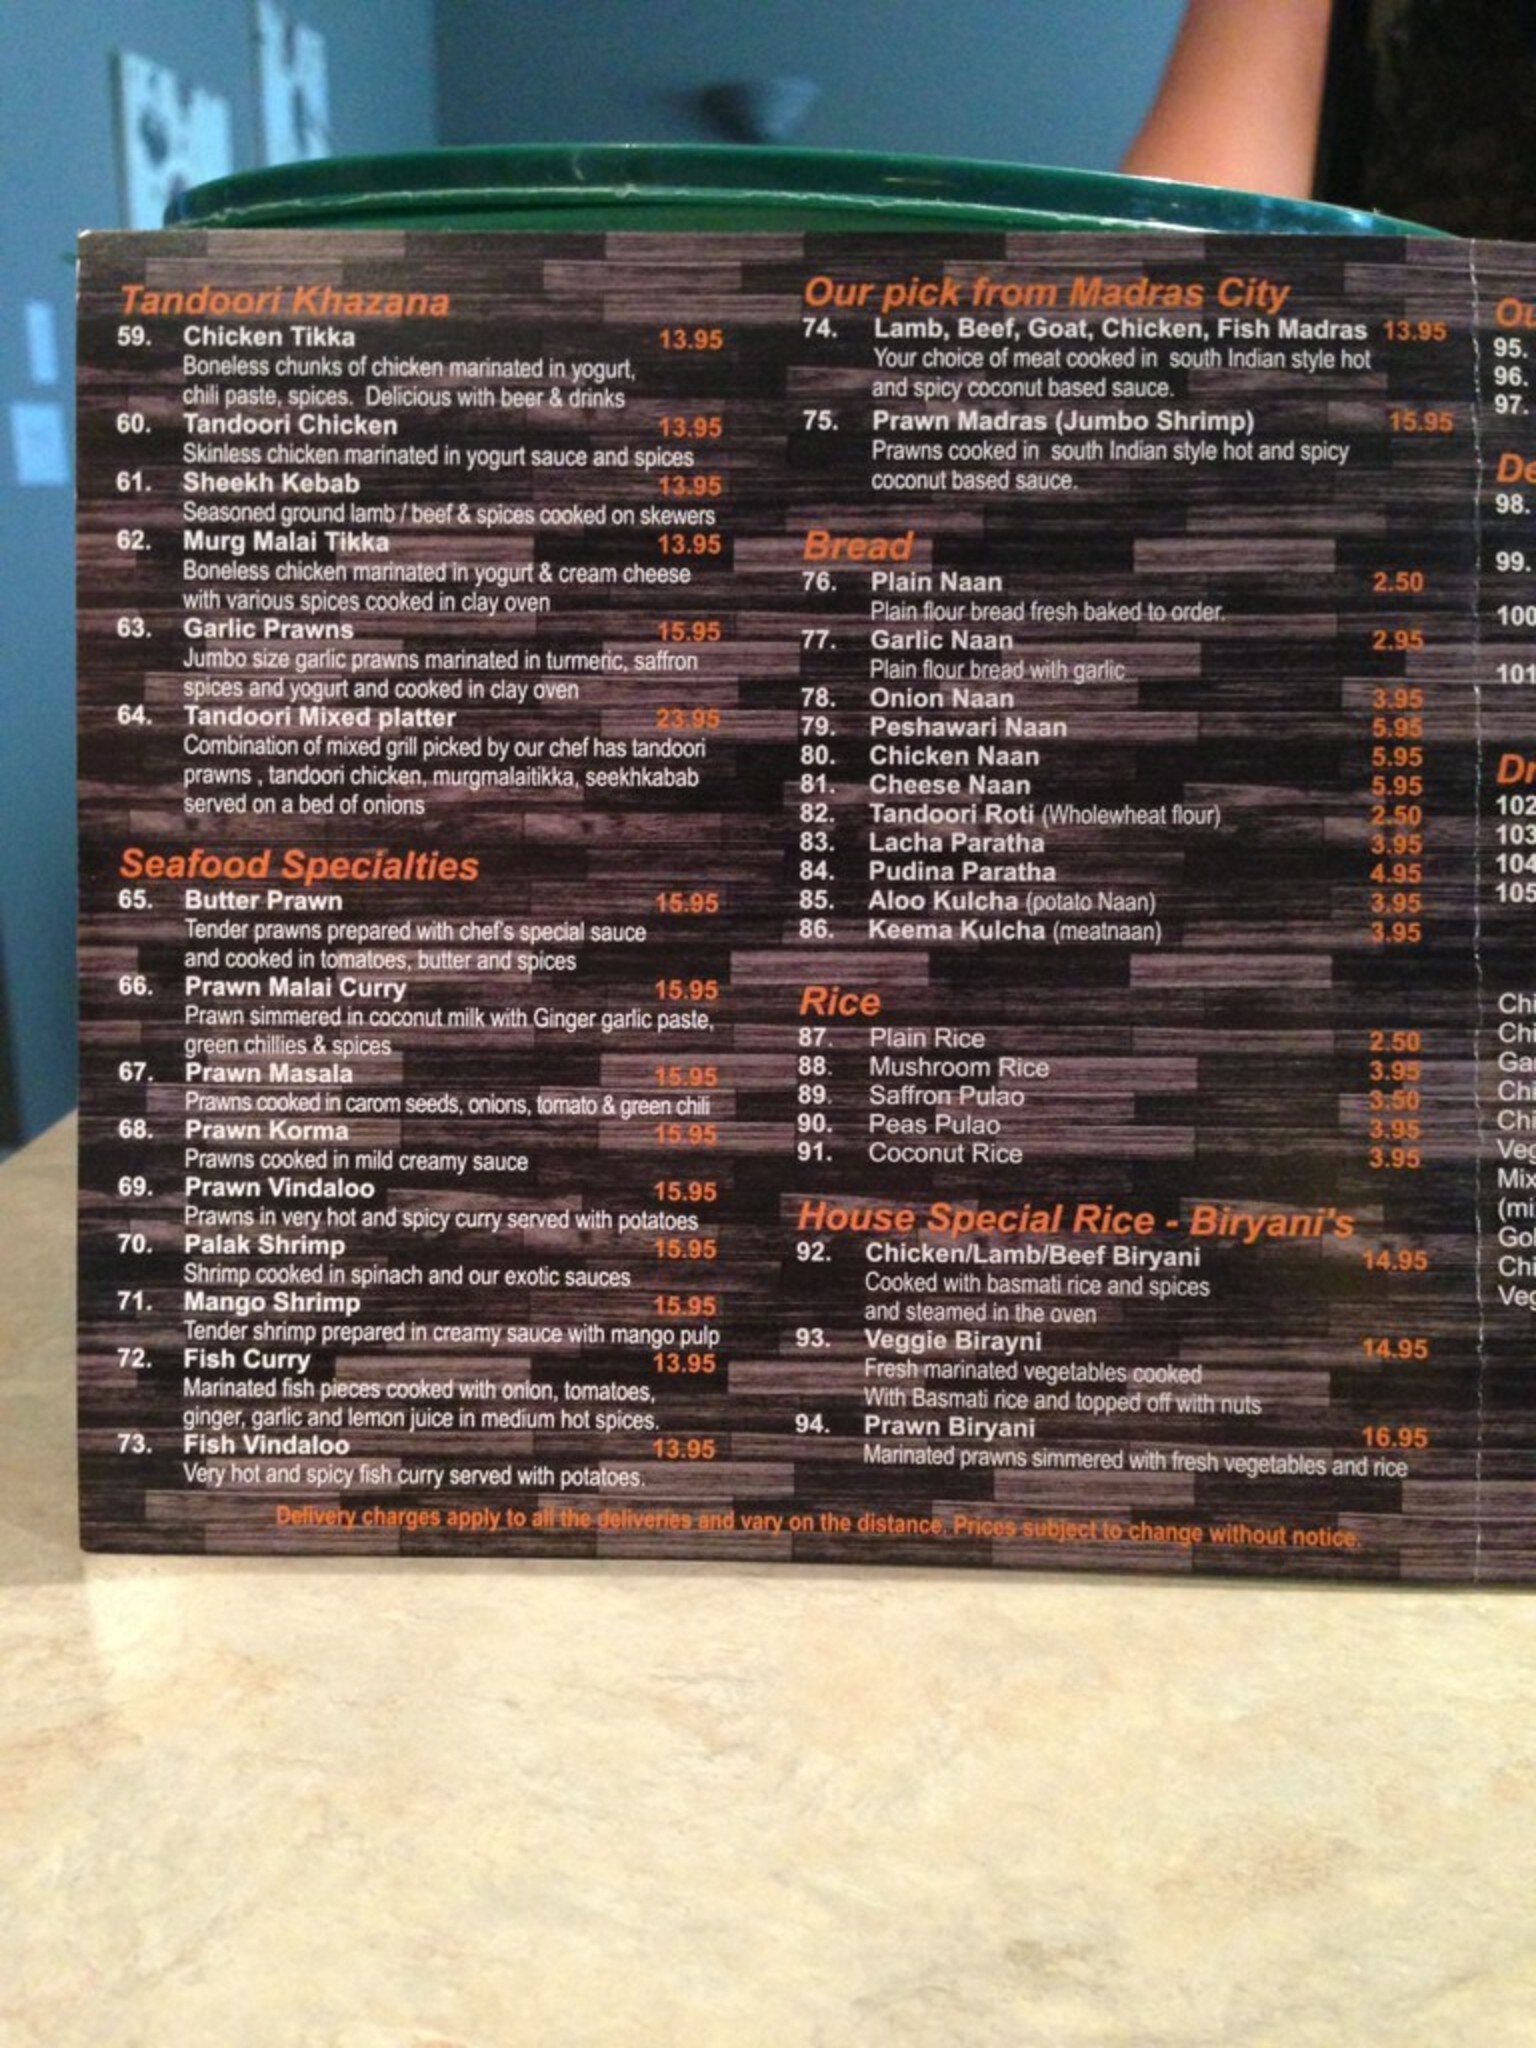 Tandoori Khazana
59. Chicken Tikka 13.95
Boneless chunks of chicken marinated in yogurt,
chili paste, spices. Delicious with beer & drinks
60. Tandoori Chicken 13.95
Skinless chicken marinated in yogurt sauce and spices
61. Sheekh Kebab 13.95
Seasoned ground lamb / beef & spices cooked on skewers
62. Murg Malai Tikka 13.95
Boneless chicken marinated in yogurt & cream cheese
with various spices cooked in clay oven
63. Garlic Prawns 15.95
Jumbo size garlic prawns marinated in turmeric, saffron
spices and yogurt and cooked in clay oven
64. Tandoori Mixed platter 23.95
Combination of mixed grill picked by our chef has tandoori
prawns , tandoori chicken, murgmalaitikka, seekhkabab
served on a bed of onions
Seafood Specialties
65. Butter Prawn 15.95
Tender prawns prepared with chef's special sauce
and cooked in tomatoes, butter and spices
66. Prawn Malai Curry 15.95
Prawn simmered in coconut milk with Ginger garlic paste,
green chillies & spices
67. Prawn Masala 15.95
Prawns cooked in carom seeds, onions, tomato & green chili
68. Prawn Korma 15.95
Prawns cooked in mild creamy sauce
69. Prawn Vindaloo 15.95
Prawns in very hot and spicy curry served with potatoes
70. Palak Shrimp 15.95
Shrimp cooked in spinach and our exotic sauces
71. Mango Shrimp 15.95
Tender shrimp prepared in creamy sauce with mango pulp
72. Fish Curry 13.95
Marinated fish pieces cooked with onion, tomatoes,
ginger, garlic and lemon juice in medium hot spices.
73. Fish Vindaloo 13.95
Very hot and spicy fish curry served with potatoes.
Our pick from Madras City
74. Lamb, Beef, Goat, Chicken, Fish Madras 13.95
Your choice of meat cooked in south Indian style hot
and spicy coconut based sauce.
75. Prawn Madras (Jumbo Shrimp) 15.95
Prawns cooked in south Indian style hot and spicy
coconut based sauce.
Bread
76. Plain Naan 2.50
Plain flour bread fresh baked to order.
77. Garlic Naan 2.95
Plain flour bread with garlic
78. Onion Naan 3.95
79. Peshawari Naan 5.95
80. Chicken Naan 5.95
81. Cheese Naan 5.95
82. Tandoori Roti (Wholewheat flour) 2.50
83. Lacha Paratha 3.95
84. Pudina Paratha 4.95
85. Aloo Kulcha (potato Naan) 3.95
86. Keema Kulcha (meatnaan) 3.95
Rice
87. Plain Rice 2.50
88. Mushroom Rice 3.95
89. Saffron Pulao 3.50
90. Peas Pulao 3.95
91. Coconut Rice 3.95
House Special Rice - Biryani's
92. Chicken/Lamb/Beef Biryani 14.95
Cooked with basmati rice and spices
and steamed in the oven
93. Veggie Birayni 14.95
Fresh marinated vegetables cooked
With Basmati rice and topped off with nuts
94. Prawn Biryani 16.95
Marinated prawns simmered with fresh vegetables and rice
Delivery charges apply to all the deliveries and vary on the distance. Prices subject to change without notice.
95.
96.
97.
98.
99.
100
101
102
103
104
105